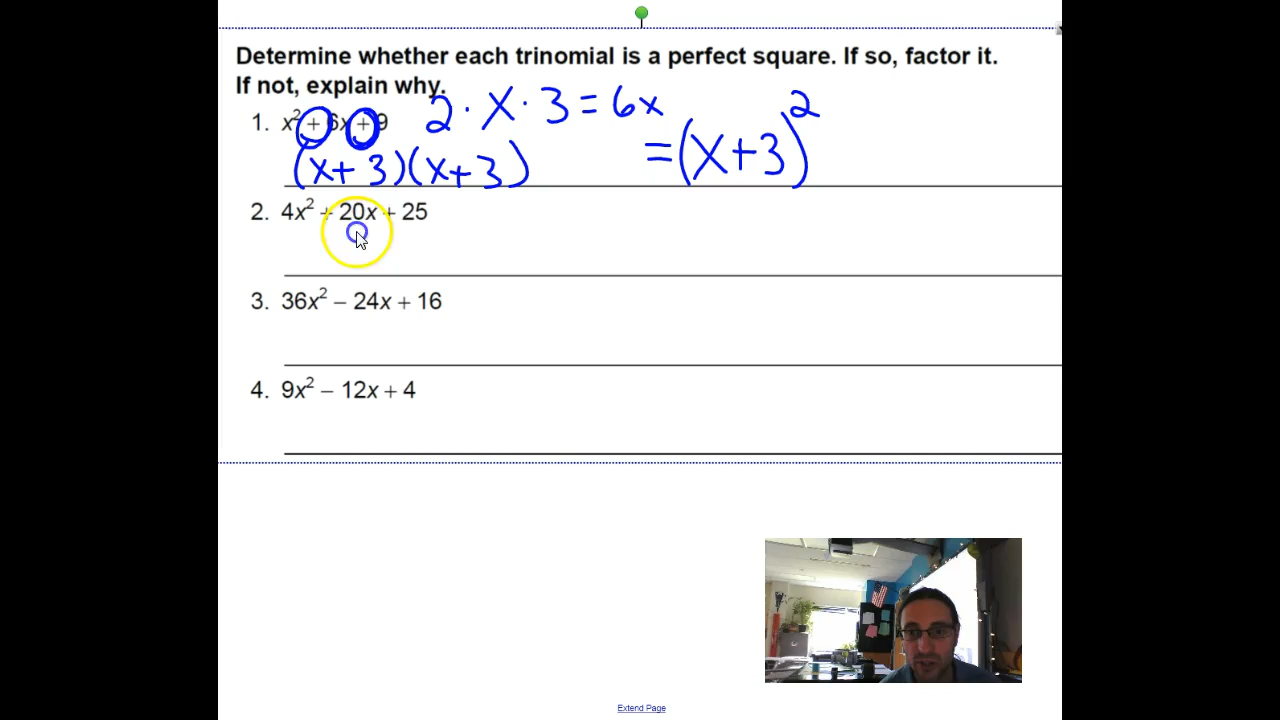 Determine whether each trinomial is a perfect square. If so, factor it.
If not, explain why.
2 · x · 3 = 6x
1. x² + 6x + 9
(x+3)(x+3)
=(x+3)²
2. 4x² + 20x + 25
3. 36x² − 24x + 16
4. 9x² − 12x + 4
Extend Page